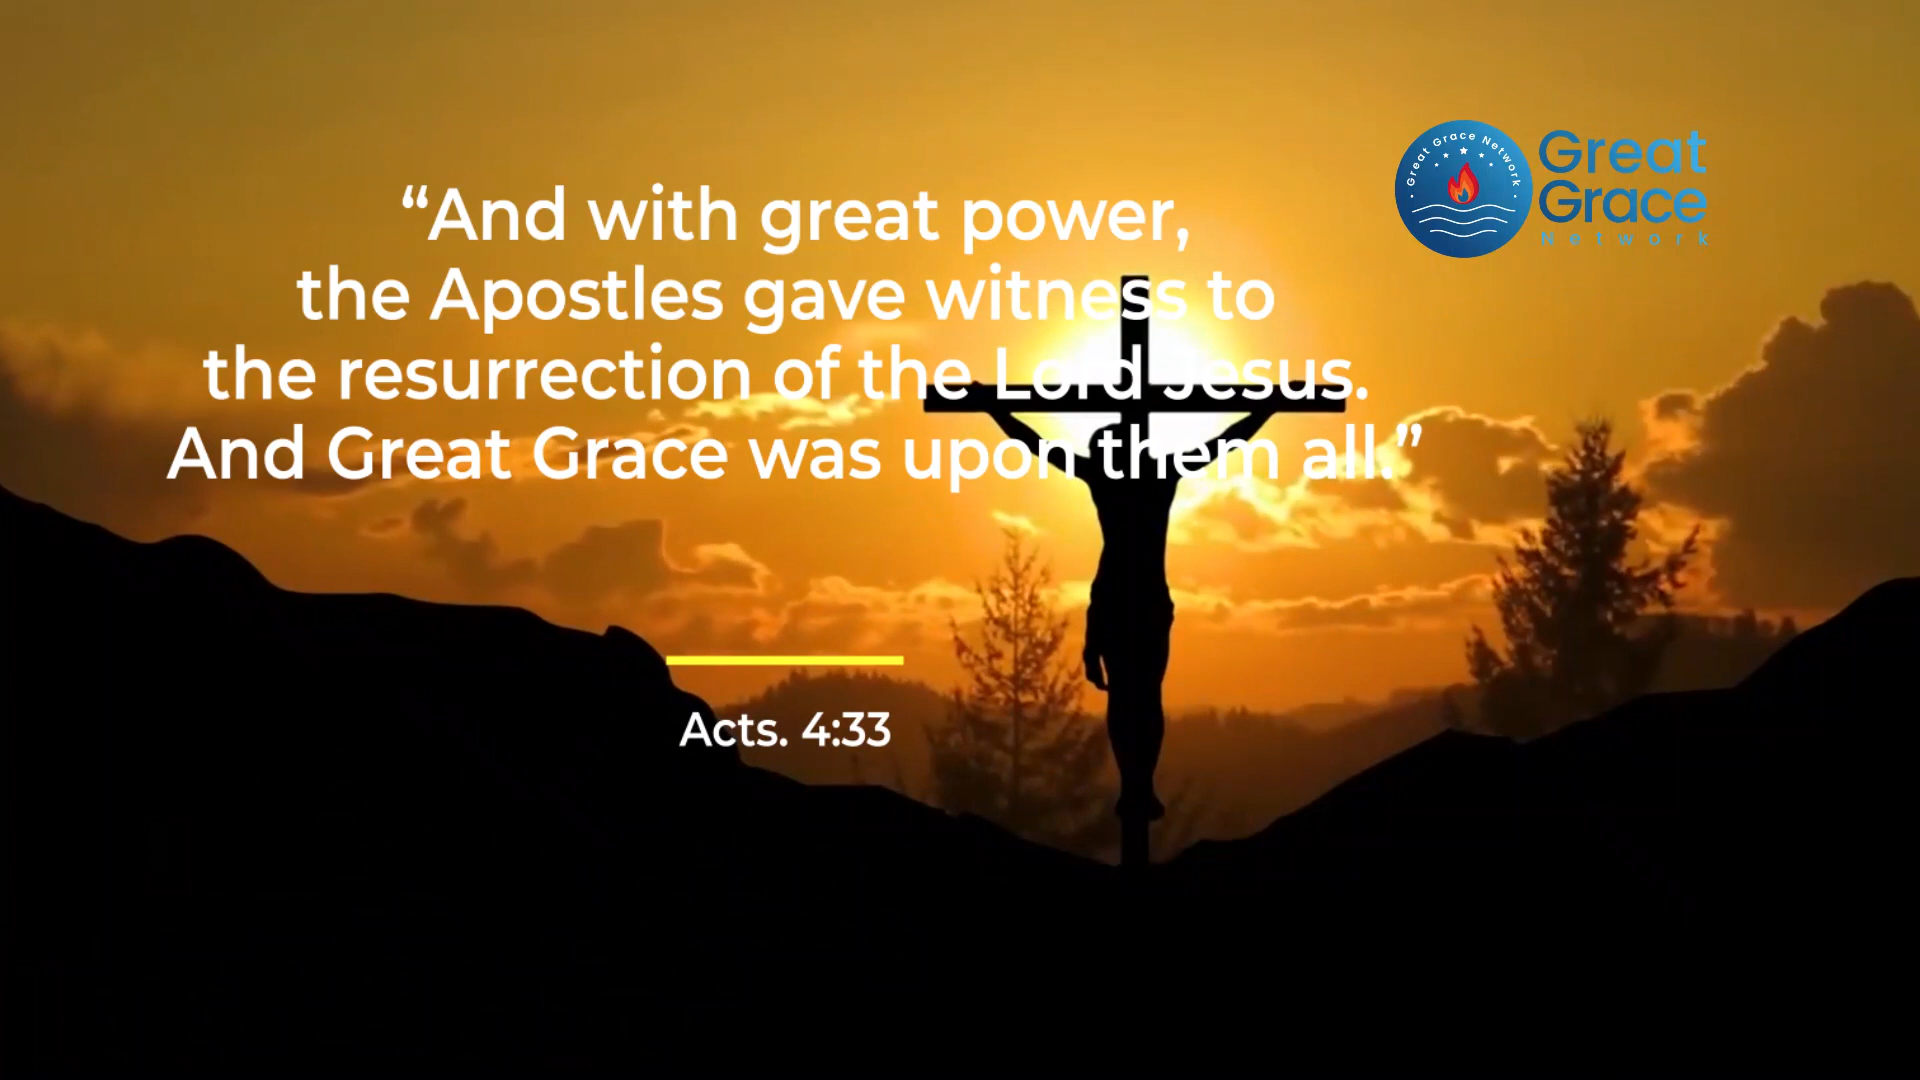 • Great Grace Network •
Great
Grace
Network
“And with great power,
the Apostles gave witness to
the resurrection of the Lord Jesus.
And Great Grace was upon them all.”
Acts. 4:33